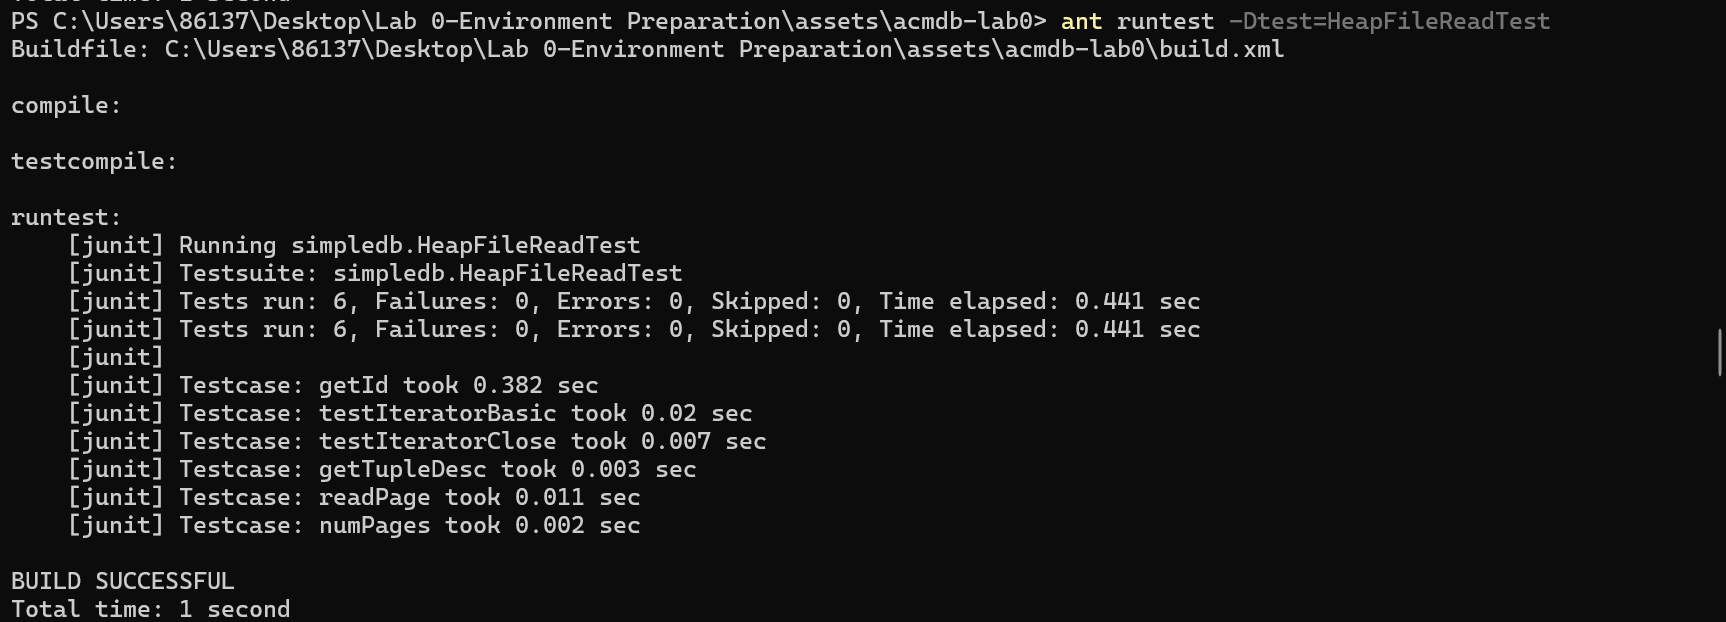 Total time: 1 second
PS C:\Users\86137\Desktop\Lab 0-Environment Preparation\assets\acmdb-lab0> ant runtest -Dtest=HeapFileReadTest
Buildfile: C:\Users\86137\Desktop\Lab 0-Environment Preparation\assets\acmdb-lab0\build.xml
compile:
testcompile:
runtest:
[junit] Running simpledb.HeapFileReadTest
[junit] Testsuite: simpledb.HeapFileReadTest
[junit] Tests run: 6, Failures: 0, Errors: 0, Skipped: 0, Time elapsed: 0.441 sec
[junit] Tests run: 6, Failures: 0, Errors: 0, Skipped: 0, Time elapsed: 0.441 sec
[junit]
[junit] Testcase: getId took 0.382 sec
[junit] Testcase: testIteratorBasic took 0.02 sec
[junit] Testcase: testIteratorClose took 0.007 sec
[junit] Testcase: getTupleDesc took 0.003 sec
[junit] Testcase: readPage took 0.011 sec
[junit] Testcase: numPages took 0.002 sec
BUILD SUCCESSFUL
Total time: 1 second